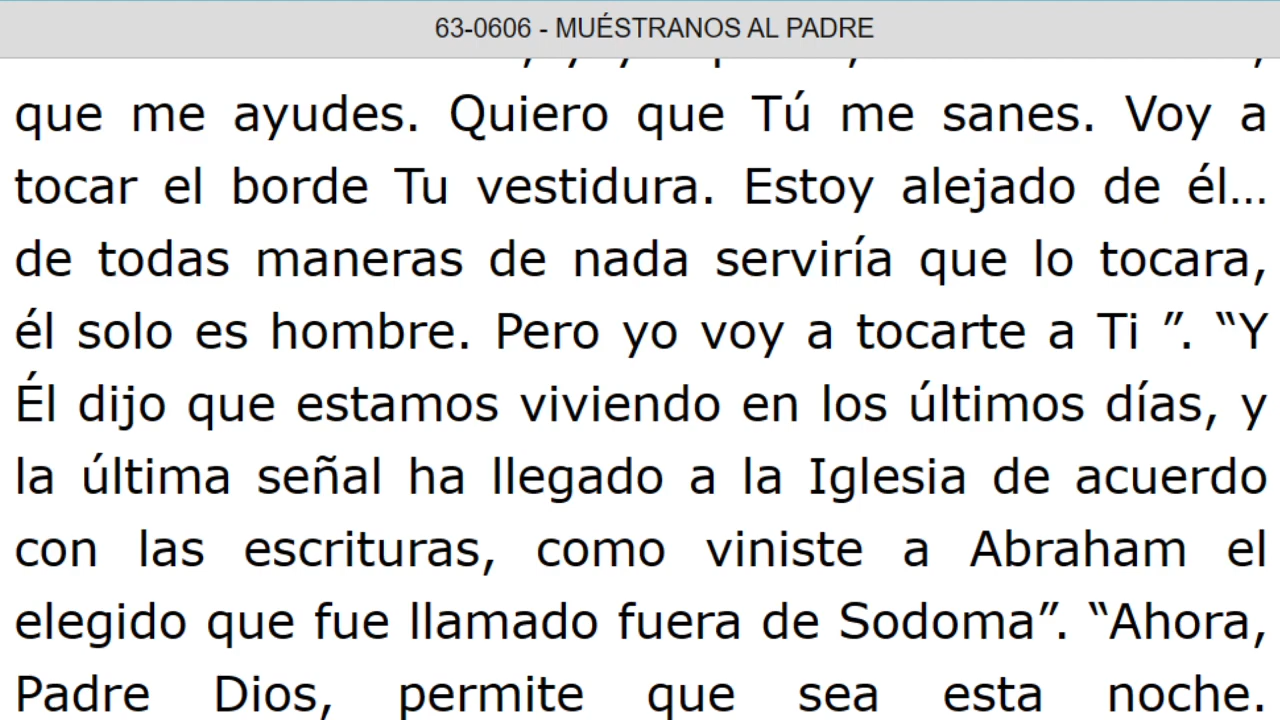 63-0606 - MUÉSTRANOS AL PADRE
que me ayudes. Quiero que Tú me sanes. Voy a
tocar el borde Tu vestidura. Estoy alejado de él…
de todas maneras de nada serviría que lo tocara,
él solo es hombre. Pero yo voy a tocarte a Ti ”. “Y
Él dijo que estamos viviendo en los últimos días, y
la última señal ha llegado a la Iglesia de acuerdo
con las escrituras, como viniste a Abraham el
elegido que fue llamado fuera de Sodoma”. “Ahora,
Padre Dios, permite que sea esta noche.